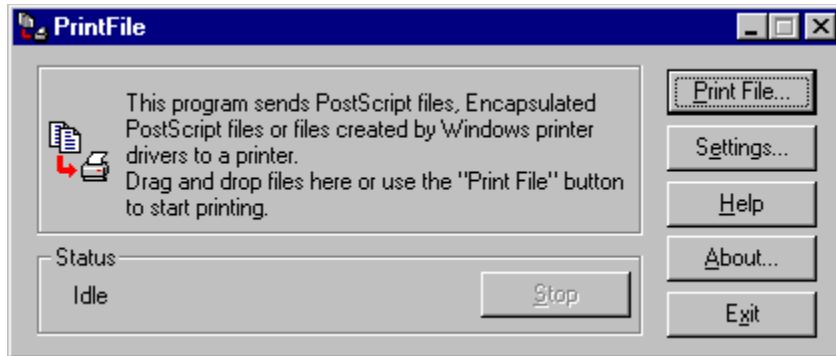 PrintFile
This program sends PostScript files, Encapsulated
PostScript files or files created by Windows printer
drivers to a printer.
Drag and drop files here or use the "Print File" button
to start printing.
Print File...
Settings...
Help
About...
Exit
Status
Idle
Stop